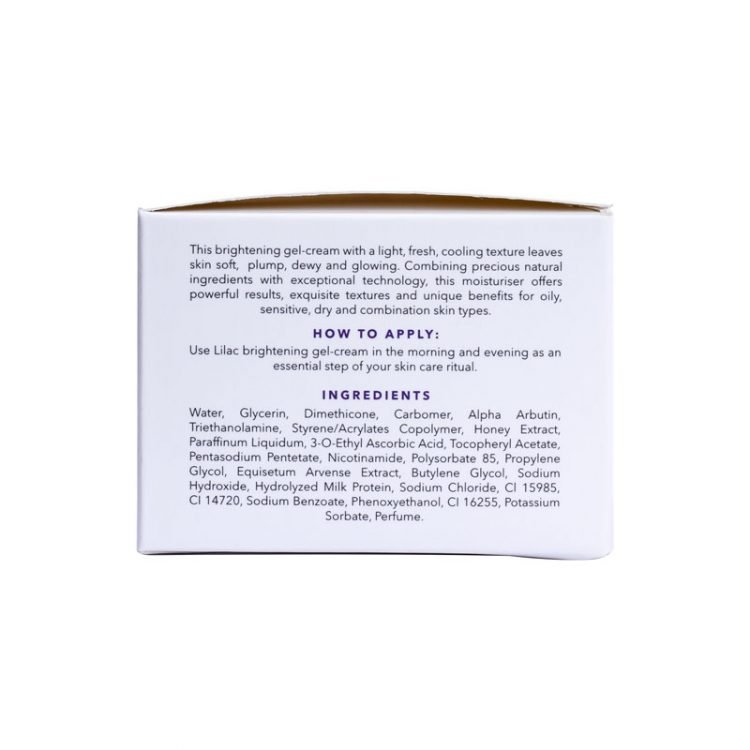 This brightening gel-cream with a light, fresh, cooling texture leaves
skin soft, plump, dewy and glowing. Combining precious natural
ingredients with exceptional technology, this moisturiser offers
powerful results, exquisite textures and unique benefits for oily,
sensitive, dry and combination skin types.
HOW TO APPLY:
Use Lilac brightening gel-cream in the morning and evening as an
essential step of your skin care ritual.
INGREDIENTS
Water, Glycerin, Dimethicone, Carbomer, Alpha Arbutin,
Triethanolamine, Styrene/Acrylates Copolymer, Honey Extract,
Paraffinum Liquidum, 3-O-Ethyl Ascorbic Acid, Tocopheryl Acetate,
Pentasodium Pentetate, Nicotinamide, Polysorbate 85, Propylene
Glycol, Equisetum Arvense Extract, Butylene Glycol, Sodium
Hydroxide, Hydrolyzed Milk Protein, Sodium Chloride, CI 15985,
CI 14720, Sodium Benzoate, Phenoxyethanol, CI 16255, Potassium
Sorbate, Perfume.